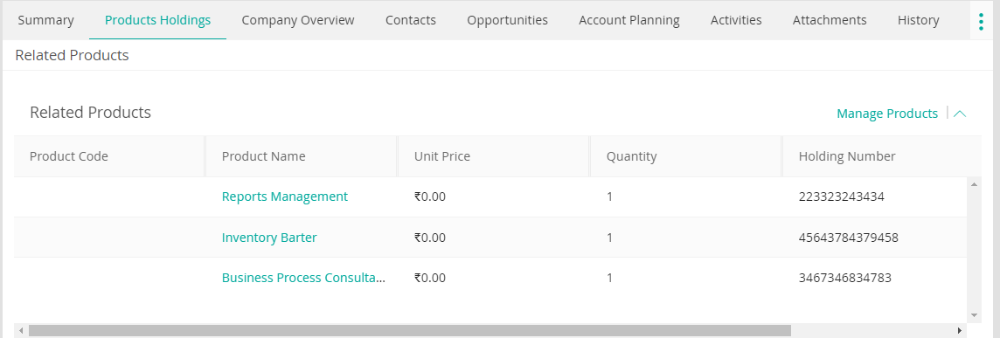 Summary Products Holdings Company Overview Contacts Opportunities Account Planning Activities Attachments History
Related Products
Related Products Manage Products
Product Code Product Name Unit Price Quantity Holding Number
Reports Management ₹0.00 1 223323243434
Inventory Barter ₹0.00 1 45643784379458
Business Process Consulta... ₹0.00 1 3467346834783